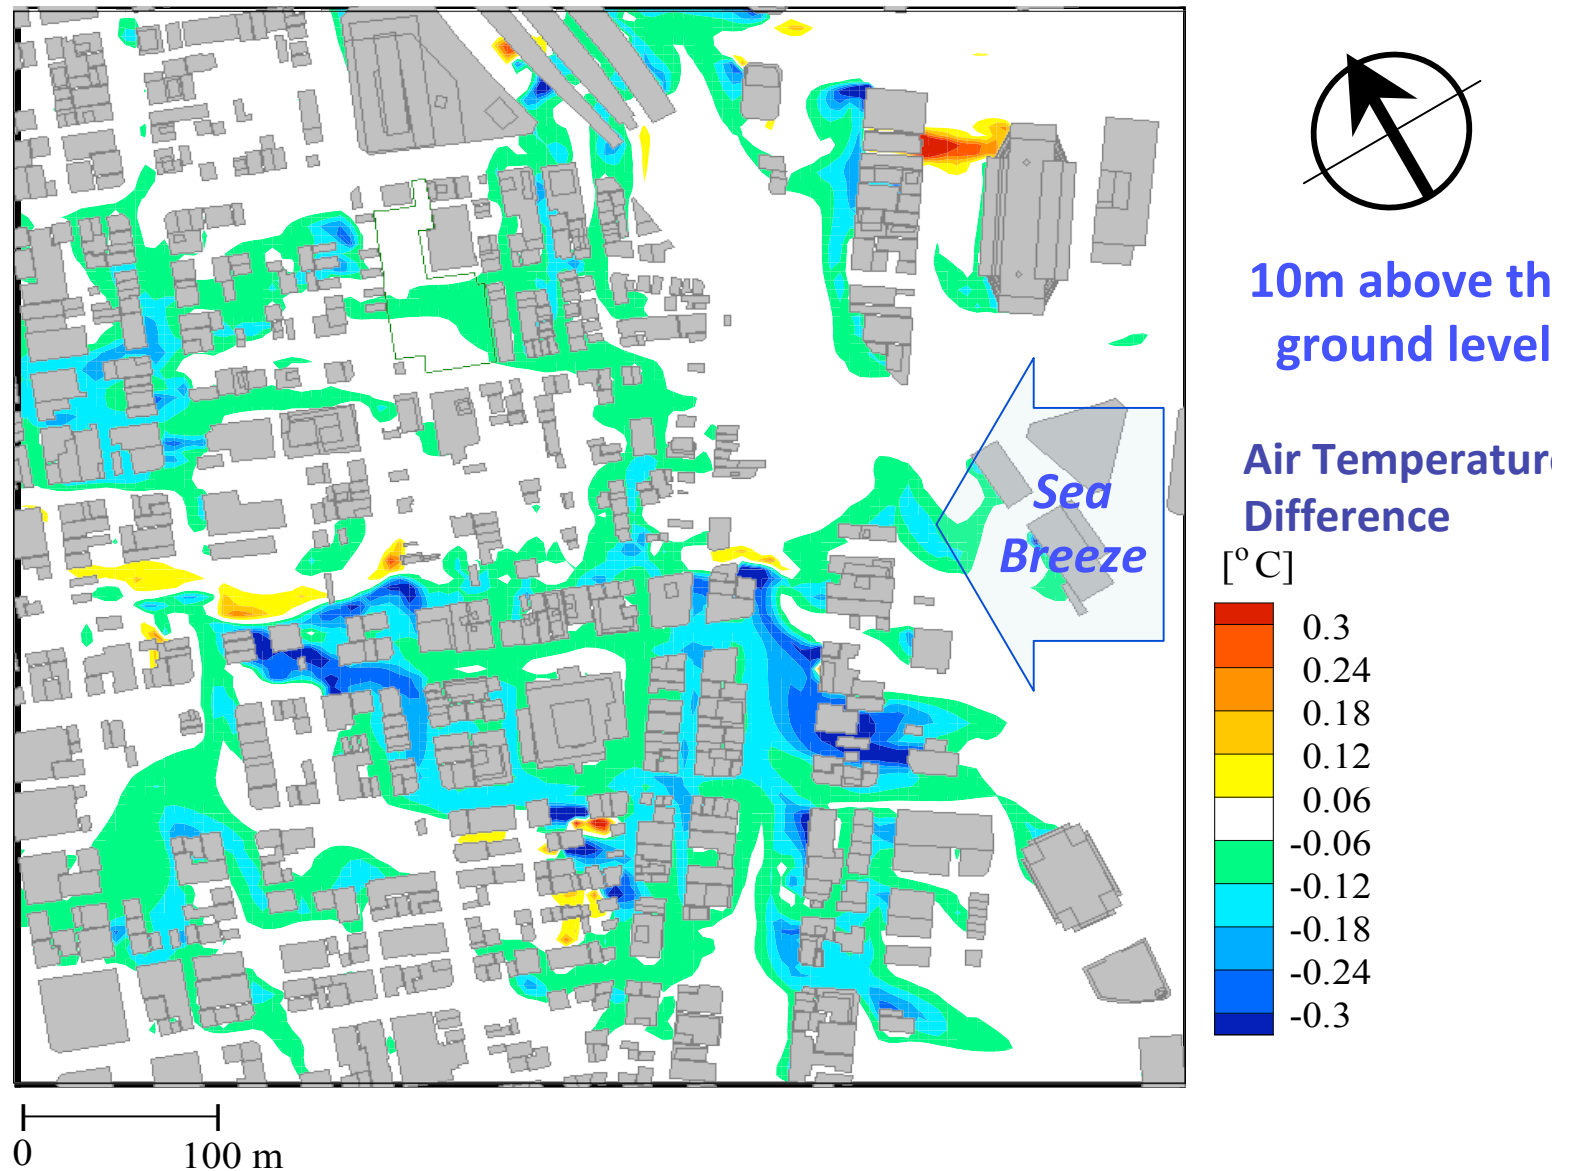 10m above th
ground level
Air Temperatur
Difference
[°C]
Sea
Breeze
0.3
0.24
0.18
0.12
0.06
-0.06
-0.12
-0.18
-0.24
-0.3
0 100 m